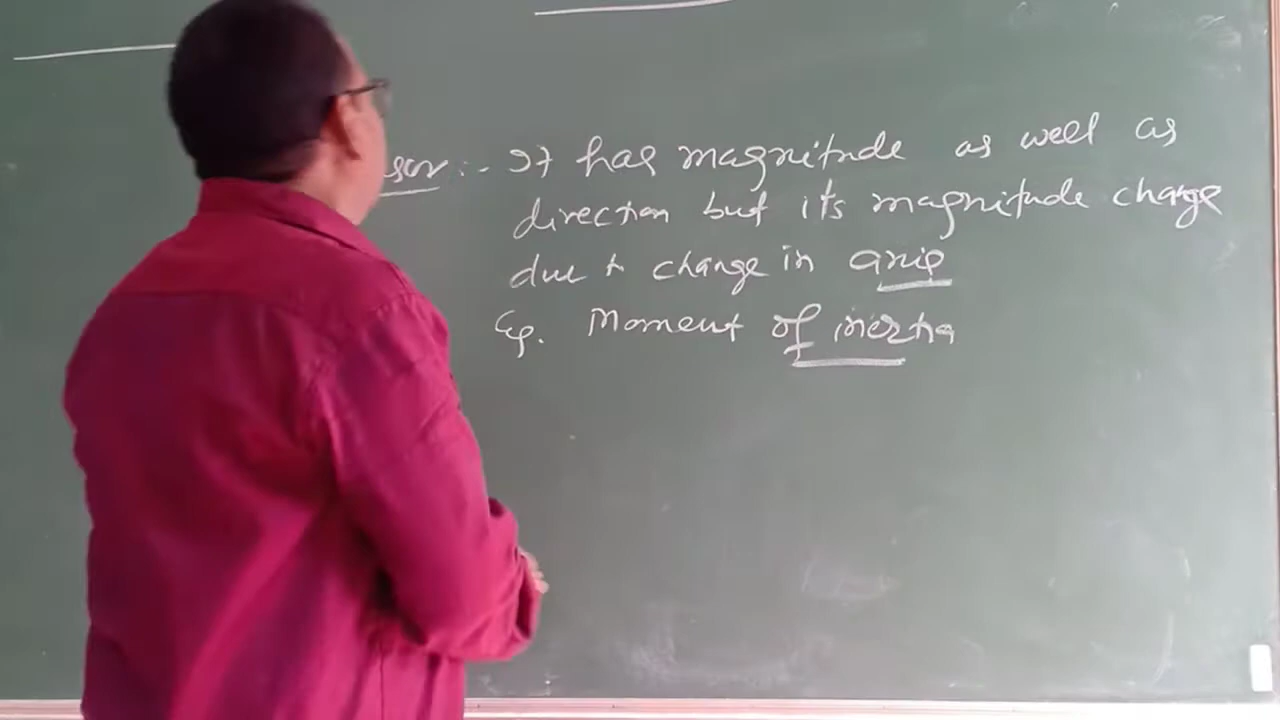 sor :- It has magnitude as well as
direction but its magnitude change
due to change in axis
Eg. Moment of inertia